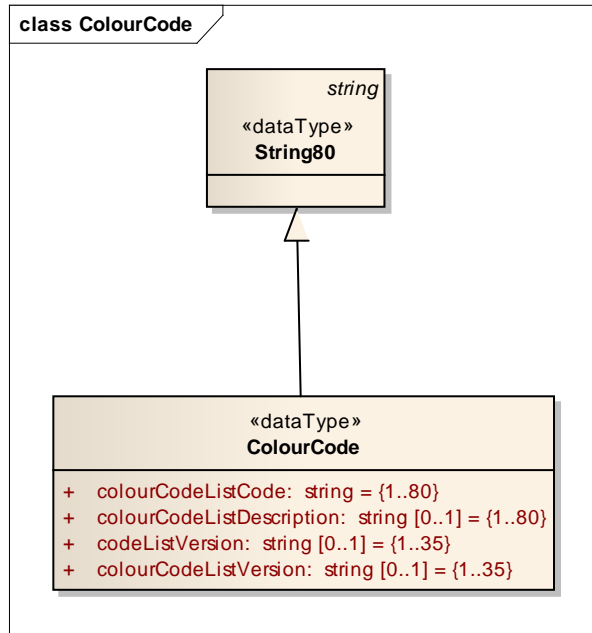 class ColourCode
string
«dataType»
String80
«dataType»
ColourCode
+ colourCodeListCode: string = {1..80}
+ colourCodeListDescription: string [0..1] = {1..80}
+ codeListVersion: string [0..1] = {1..35}
+ colourCodeListVersion: string [0..1] = {1..35}